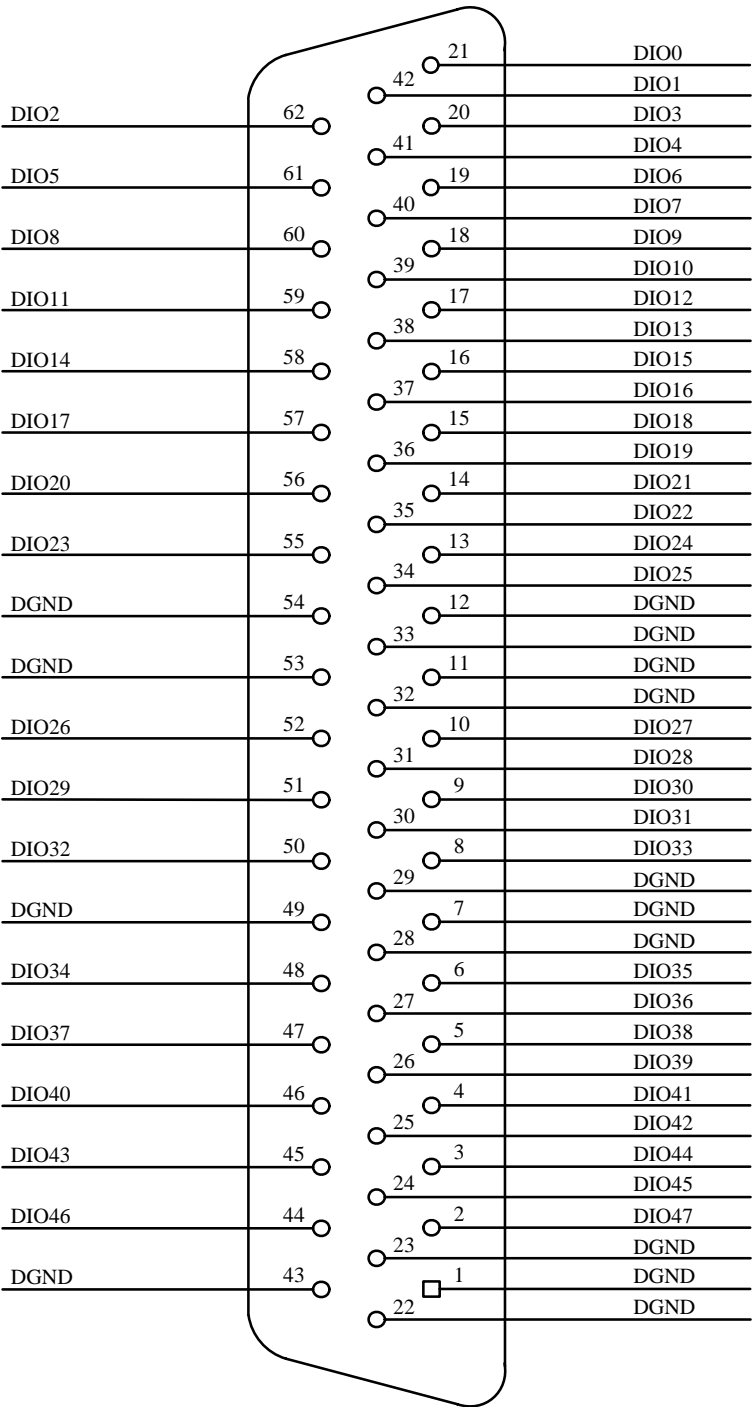 21 DIO0
42 DIO1
DIO2 62 20 DIO3
41 DIO4
DIO5 61 19 DIO6
40 DIO7
DIO8 60 18 DIO9
39 DIO10
DIO11 59 17 DIO12
38 DIO13
DIO14 58 16 DIO15
37 DIO16
DIO17 57 15 DIO18
36 DIO19
DIO20 56 14 DIO21
35 DIO22
DIO23 55 13 DIO24
34 DIO25
DGND 54 12 DGND
33 DGND
DGND 53 11 DGND
32 DGND
DIO26 52 10 DIO27
31 DIO28
DIO29 51 9 DIO30
30 DIO31
DIO32 50 8 DIO33
29 DGND
DGND 49 7 DGND
28 DGND
DIO34 48 6 DIO35
27 DIO36
DIO37 47 5 DIO38
26 DIO39
DIO40 46 4 DIO41
25 DIO42
DIO43 45 3 DIO44
24 DIO45
DIO46 44 2 DIO47
23 DGND
DGND 43 1 DGND
22 DGND